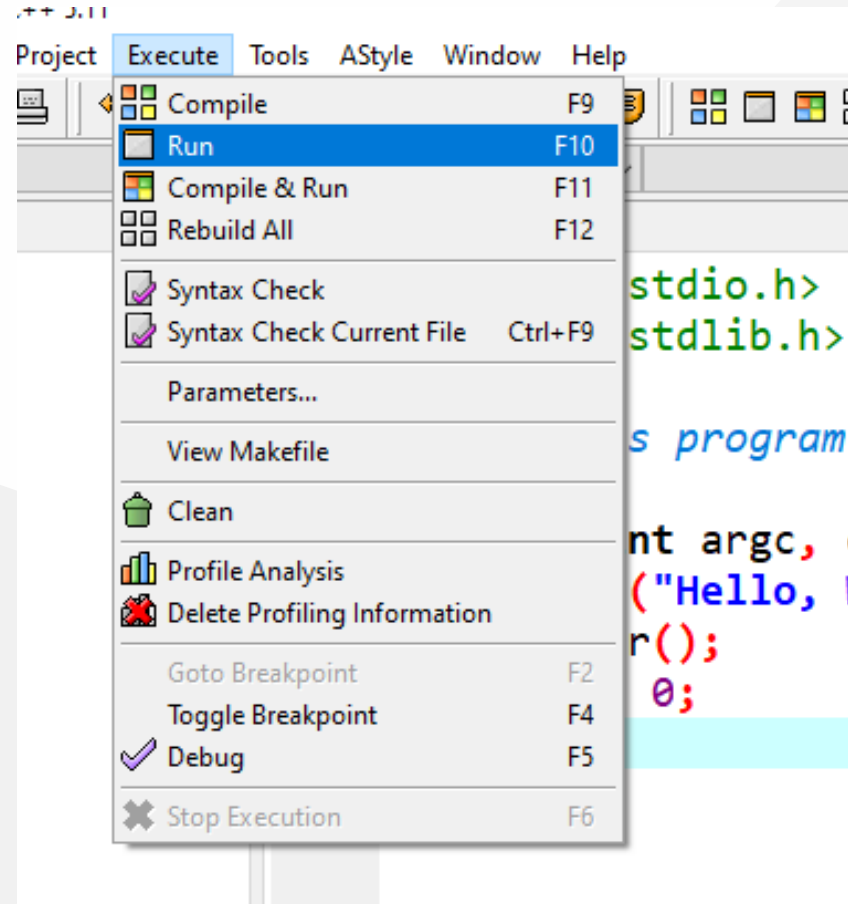 ++ 5.11
Project Execute Tools AStyle Window Help
Compile F9
Run F10
Compile & Run F11
Rebuild All F12
Syntax Check
Syntax Check Current File Ctrl+F9
Parameters...
View Makefile
Clean
Profile Analysis
Delete Profiling Information
Goto Breakpoint F2
Toggle Breakpoint F4
Debug F5
Stop Execution F6
stdio.h>
stdlib.h>
s program
nt argc,
("Hello,
r();
0;